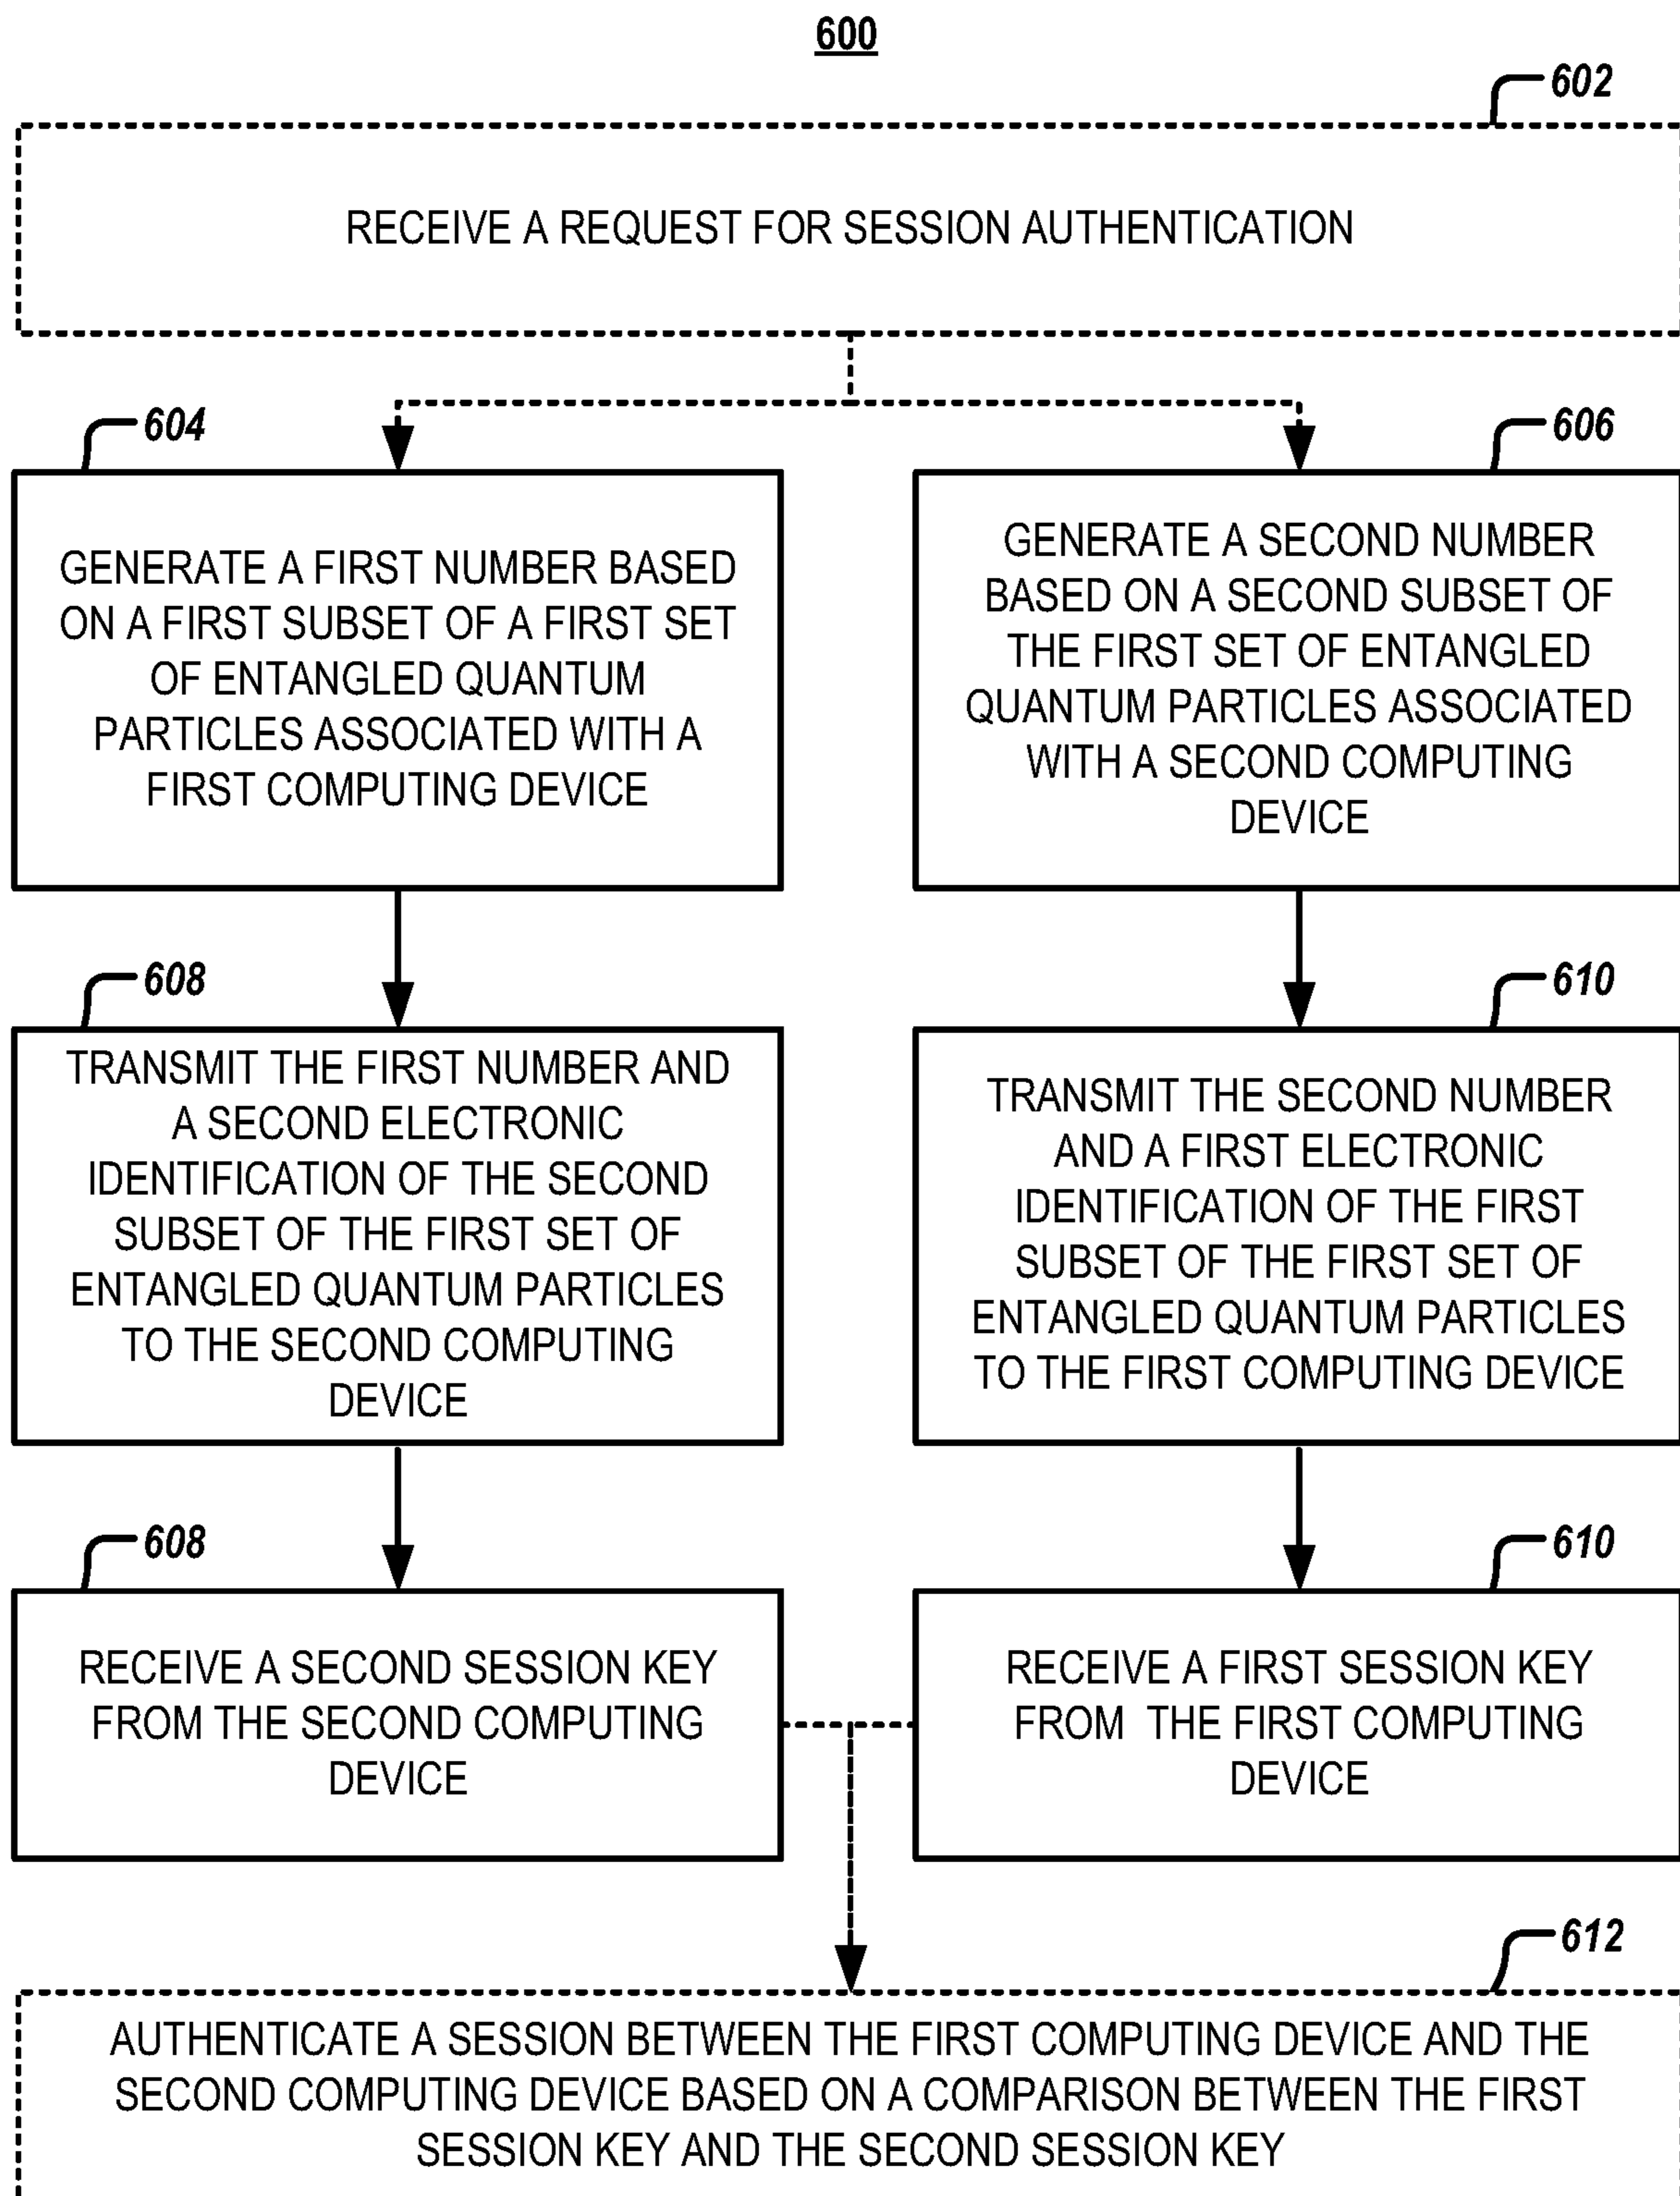 600
602
RECEIVE A REQUEST FOR SESSION AUTHENTICATION
604
GENERATE A FIRST NUMBER BASED
ON A FIRST SUBSET OF A FIRST SET
OF ENTANGLED QUANTUM
PARTICLES ASSOCIATED WITH A
FIRST COMPUTING DEVICE
606
GENERATE A SECOND NUMBER
BASED ON A SECOND SUBSET OF
THE FIRST SET OF ENTANGLED
QUANTUM PARTICLES ASSOCIATED
WITH A SECOND COMPUTING
DEVICE
608
TRANSMIT THE FIRST NUMBER AND
A SECOND ELECTRONIC
IDENTIFICATION OF THE SECOND
SUBSET OF THE FIRST SET OF
ENTANGLED QUANTUM PARTICLES
TO THE SECOND COMPUTING
DEVICE
610
TRANSMIT THE SECOND NUMBER
AND A FIRST ELECTRONIC
IDENTIFICATION OF THE FIRST
SUBSET OF THE FIRST SET OF
ENTANGLED QUANTUM PARTICLES
TO THE FIRST COMPUTING DEVICE
608
RECEIVE A SECOND SESSION KEY
FROM THE SECOND COMPUTING
DEVICE
610
RECEIVE A FIRST SESSION KEY
FROM THE FIRST COMPUTING
DEVICE
612
AUTHENTICATE A SESSION BETWEEN THE FIRST COMPUTING DEVICE AND THE
SECOND COMPUTING DEVICE BASED ON A COMPARISON BETWEEN THE FIRST
SESSION KEY AND THE SECOND SESSION KEY